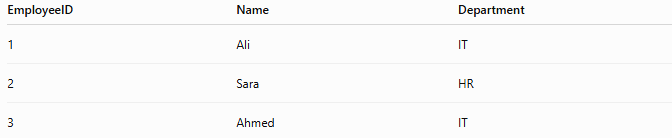 EmployeeID Name Department
1 Ali IT
2 Sara HR
3 Ahmed IT